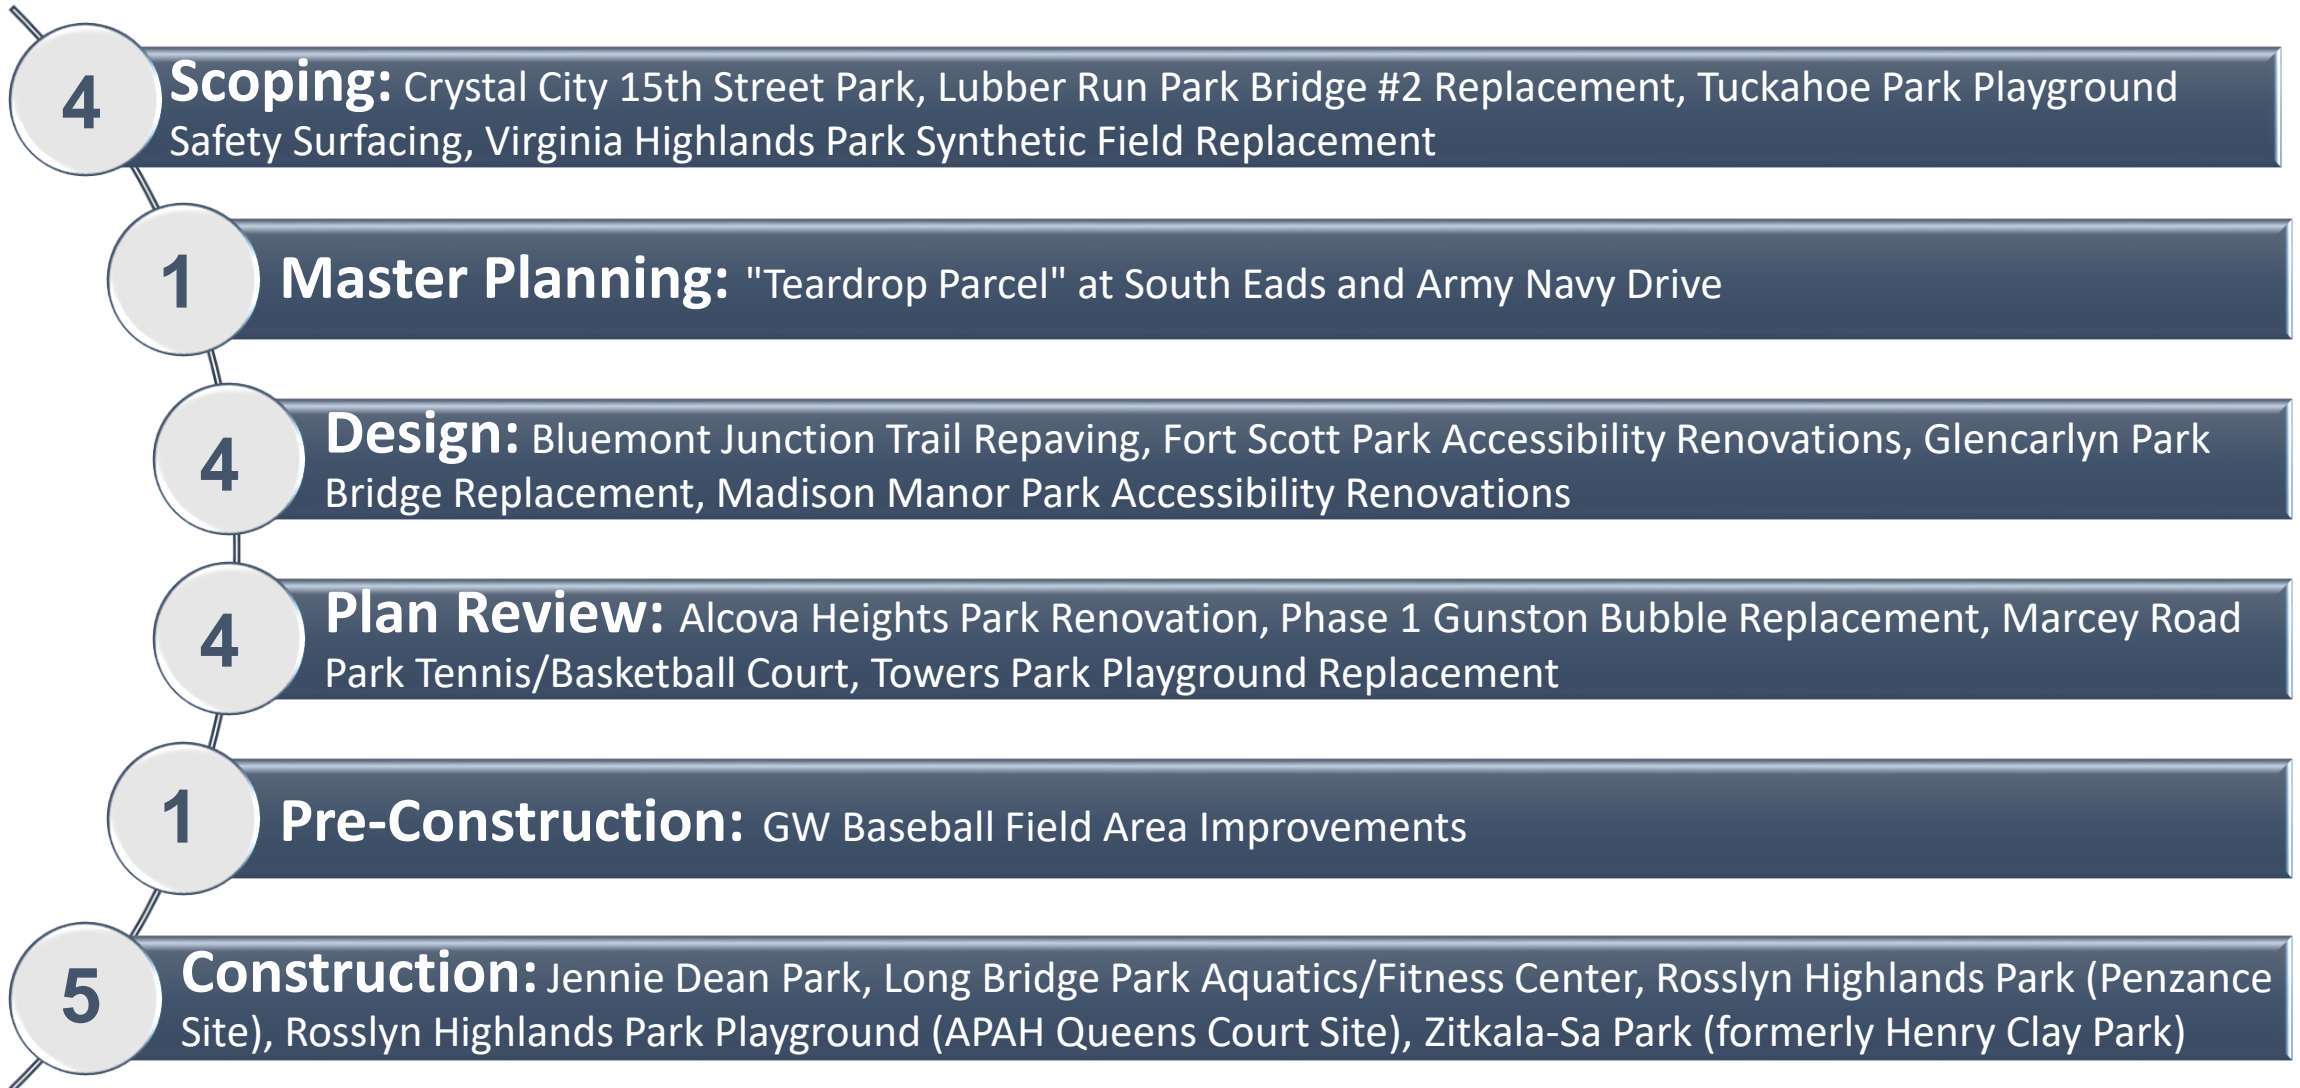 4
Scoping: Crystal City 15th Street Park, Lubber Run Park Bridge #2 Replacement, Tuckahoe Park Playground
Safety Surfacing, Virginia Highlands Park Synthetic Field Replacement
1
Master Planning: "Teardrop Parcel" at South Eads and Army Navy Drive
4
Design: Bluemont Junction Trail Repaving, Fort Scott Park Accessibility Renovations, Glencarlyn Park
Bridge Replacement, Madison Manor Park Accessibility Renovations
4
Plan Review: Alcova Heights Park Renovation, Phase 1 Gunston Bubble Replacement, Marcey Road
Park Tennis/Basketball Court, Towers Park Playground Replacement
1
Pre-Construction: GW Baseball Field Area Improvements
5
Construction: Jennie Dean Park, Long Bridge Park Aquatics/Fitness Center, Rosslyn Highlands Park (Penzance
Site), Rosslyn Highlands Park Playground (APAH Queens Court Site), Zitkala-Sa Park (formerly Henry Clay Park)